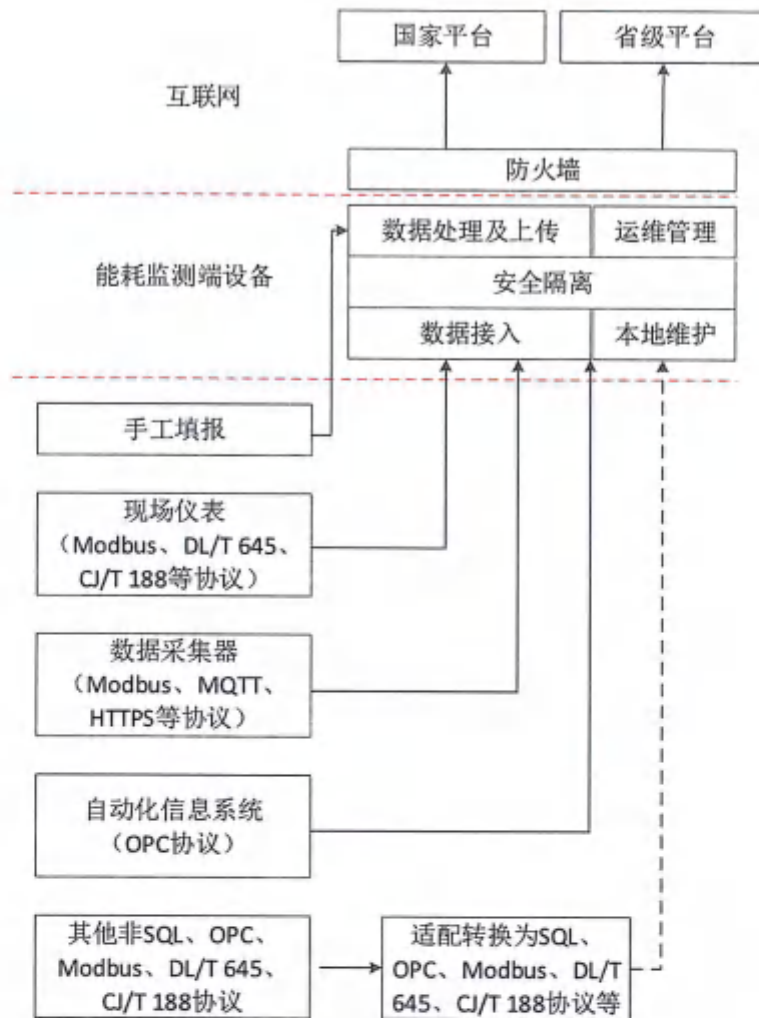 国家平台
省级平台
互联网
防火墙
数据处理及上传
运维管理
能耗监测端设备
安全隔离
数据接入
本地维护
手工填报
现场仪表
（Modbus、DL/T 645、
CJ/T 188等协议）
数据采集器
（Modbus、MQTT、
HTTPS等协议）
自动化信息系统
（OPC协议）
其他非SQL、OPC、
Modbus、DL/T 645、
CJ/T 188协议
适配转换为SQL、
OPC、Modbus、DL/T
645、CJ/T 188协议等